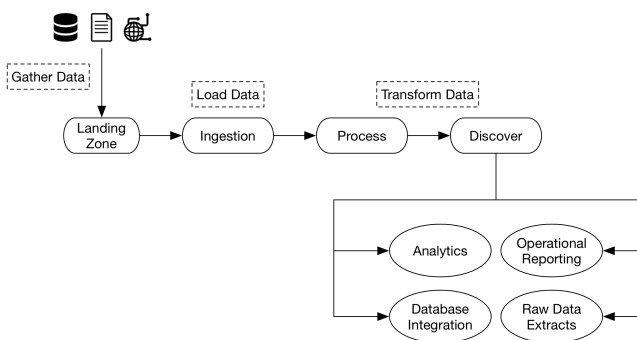 Gather Data
Load Data
Transform Data
Landing
Zone
Ingestion
Process
Discover
Analytics
Operational
Reporting
Database
Integration
Raw Data
Extracts